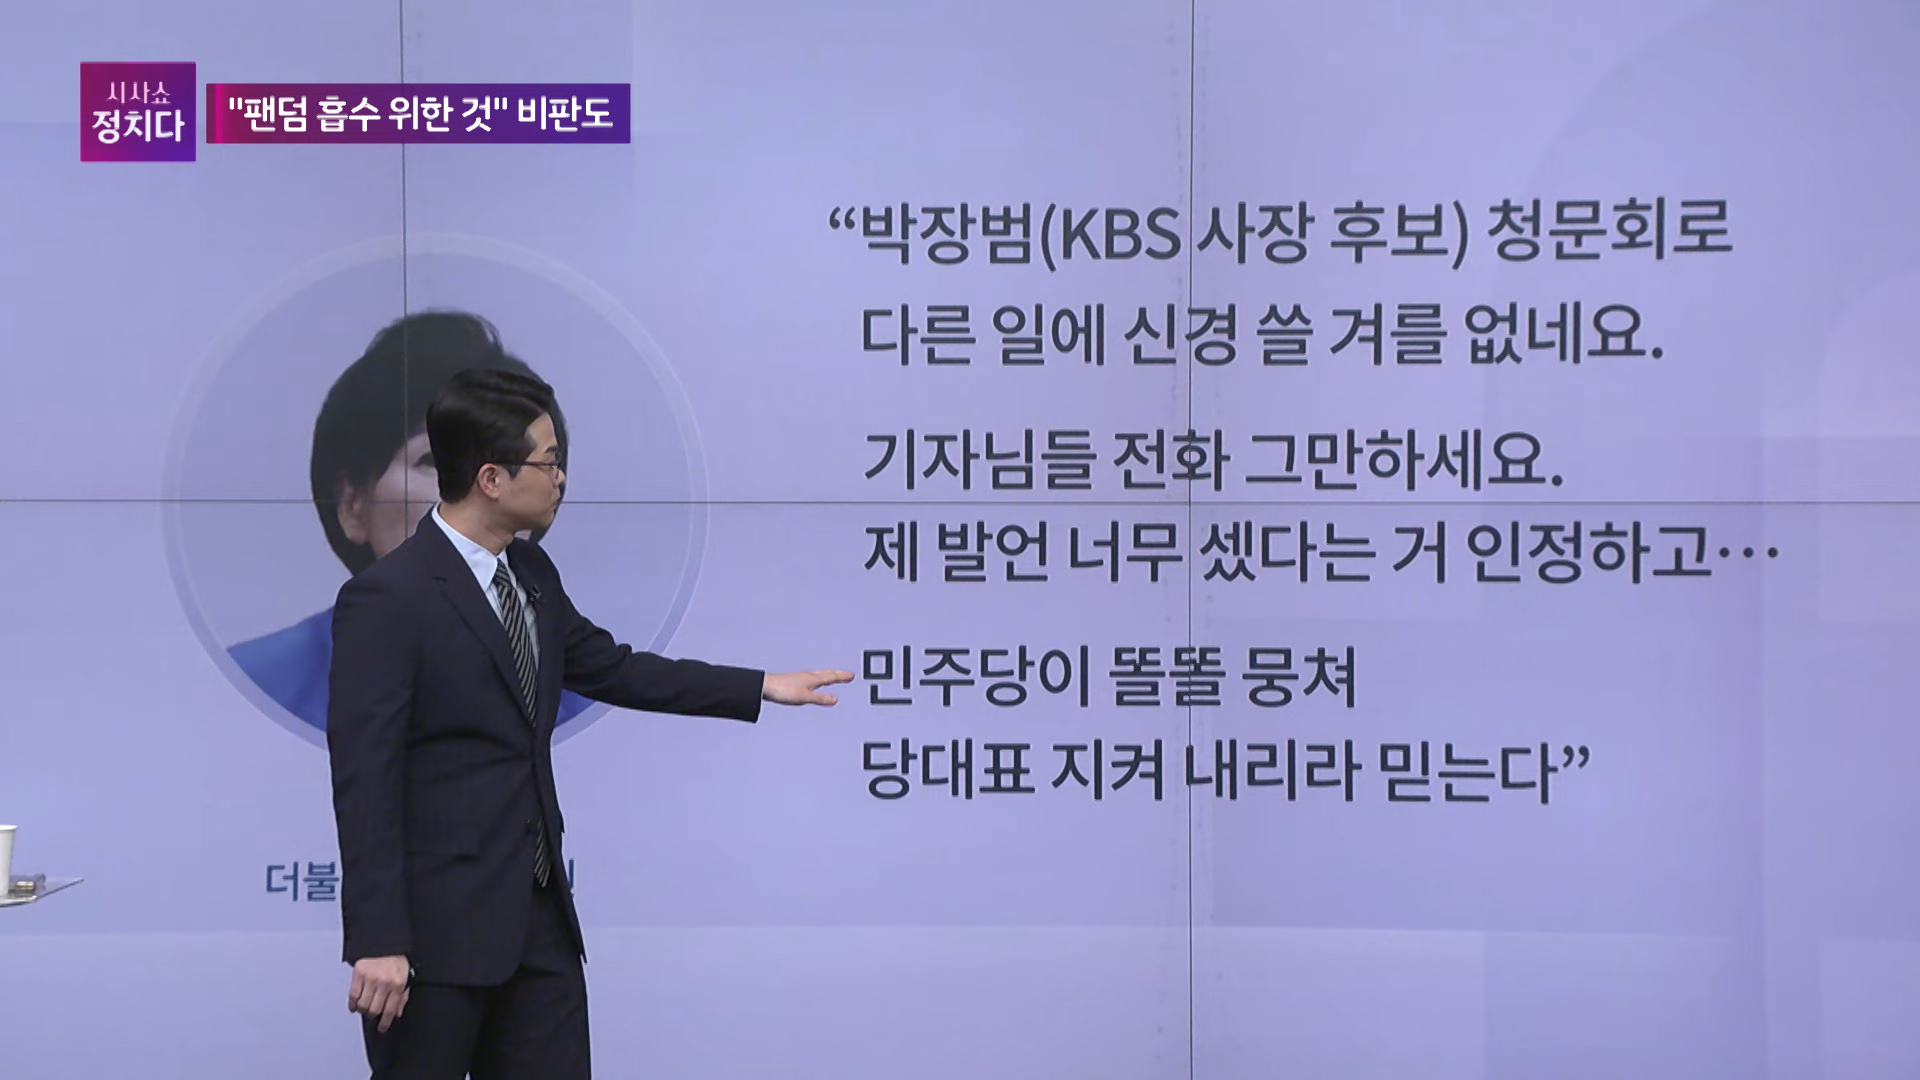 시사쇼
정치다
"팬덤 흡수 위한 것" 비판도
“박장범(KBS 사장 후보) 청문회로
다른 일에 신경 쓸 겨를 없네요.
기자님들 전화 그만하세요.
제 발언 너무 셌다는 거 인정하고…
민주당이 똘똘 뭉쳐
당대표 지켜 내리라 믿는다”
더불